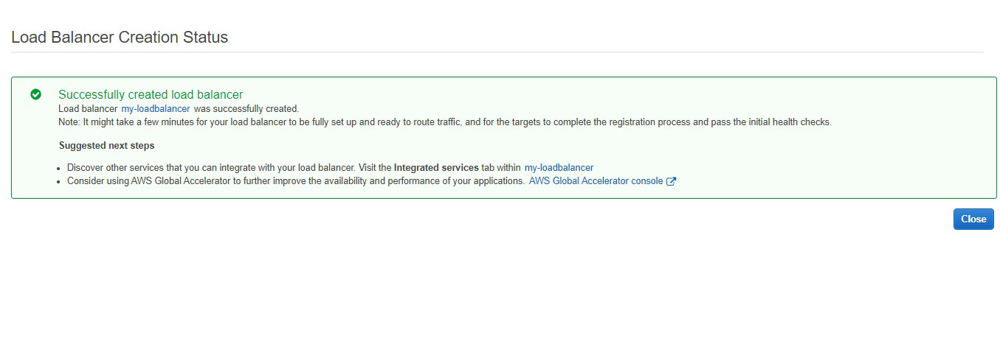 Load Balancer Creation Status
Successfully created load balancer
Load balancer my-loadbalancer was successfully created.
Note: It might take a few minutes for your load balancer to be fully set up and ready to route traffic, and for the targets to complete the registration process and pass the initial health checks.
Suggested next steps
• Discover other services that you can integrate with your load balancer. Visit the Integrated services tab within my-loadbalancer
• Consider using AWS Global Accelerator to further improve the availability and performance of your applications. AWS Global Accelerator console
Close